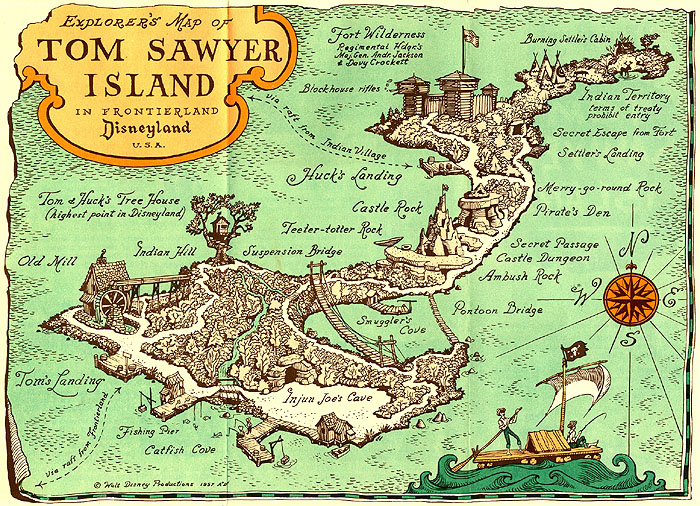 Explorer's Map of
TOM SAWYER
ISLAND
IN FRONTIERLAND
Disneyland
U.S.A.
Fort Wilderness
Regimental Hdqr's
Maj. Gen. Andr. Jackson
& Davy Crockett
Blockhouse rifles
Burning Settler's Cabin
Indian Territory
terms of treaty
prohibit entry
Secret Escape from Fort
Settler's Landing
via raft from Indian Village
Huck's Landing
Merry-go-round Rock
Castle Rock
Pirate's Den
Tom & Huck's Tree House
(highest point in Disneyland)
Teeter-totter Rock
Secret Passage
Castle Dungeon
Ambush Rock
Old Mill
Indian Hill
Suspension Bridge
Smuggler's
Cove
Pontoon Bridge
N
W
E
S
Tom's Landing
Injun Joe's Cave
via raft from Frontierland
Fishing Pier
Catfish Cove
© Walt Disney Productions 1957